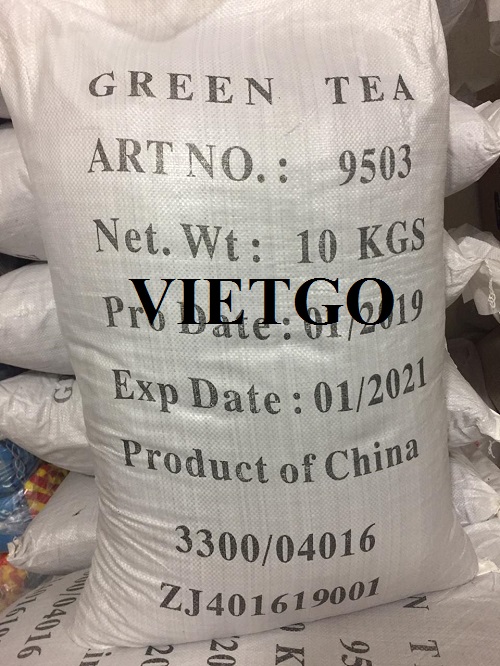 GREEN TEA
ART NO.: 9503
Net. Wt: 10 KGS
VIETGO
Pro Date: 01/2019
Exp Date: 01/2021
Product of China
3300/04016
ZJ401619001